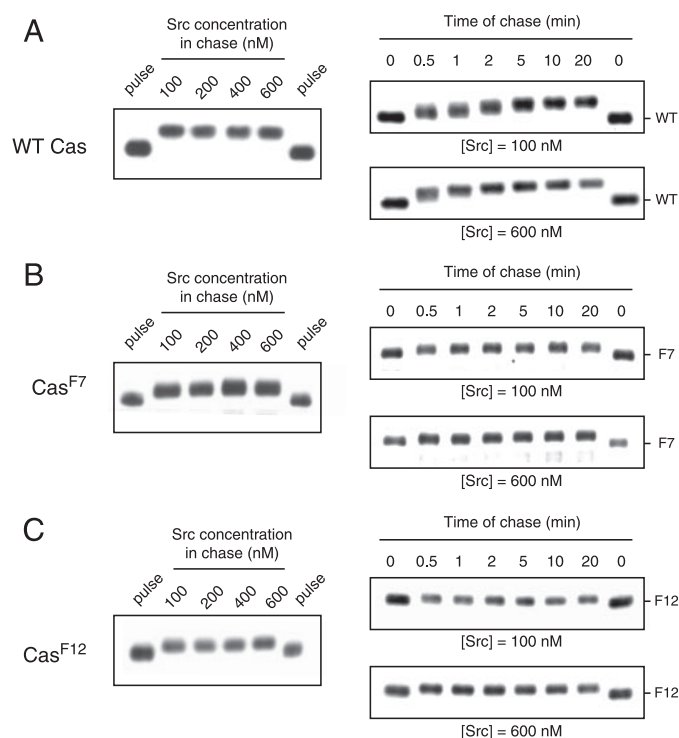 A
Src concentration
in chase (nM)
pulse 100 200 400 600 pulse
WT Cas
Time of chase (min)
0 0.5 1 2 5 10 20 0
WT
[Src] = 100 nM
WT
[Src] = 600 nM
B
Src concentration
in chase (nM)
pulse 100 200 400 600 pulse
Cas^F7
Time of chase (min)
0 0.5 1 2 5 10 20 0
F7
[Src] = 100 nM
F7
[Src] = 600 nM
C
Src concentration
in chase (nM)
pulse 100 200 400 600 pulse
Cas^F12
Time of chase (min)
0 0.5 1 2 5 10 20 0
F12
[Src] = 100 nM
F12
[Src] = 600 nM